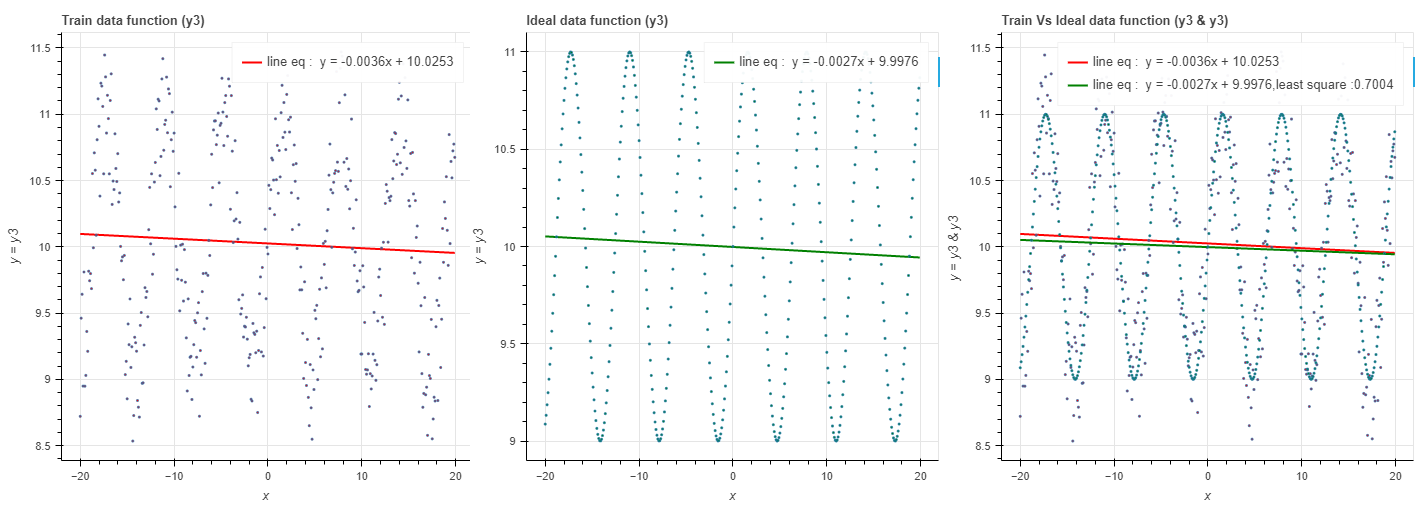 Train data function (y3)
line eq :  y = -0.0036x + 10.0253
11.5
11
10.5
10
9.5
9
8.5
y = y3
−20
−10
0
10
20
x
Ideal data function (y3)
line eq :  y = -0.0027x + 9.9976
11
10.5
10
9.5
9
y = y3
−20
−10
0
10
20
x
Train Vs Ideal data function (y3 & y3)
line eq :  y = -0.0036x + 10.0253
line eq :  y = -0.0027x + 9.9976,least square :0.7004
11.5
11
10.5
10
9.5
9
8.5
y = y3 & y3
−20
−10
0
10
20
x